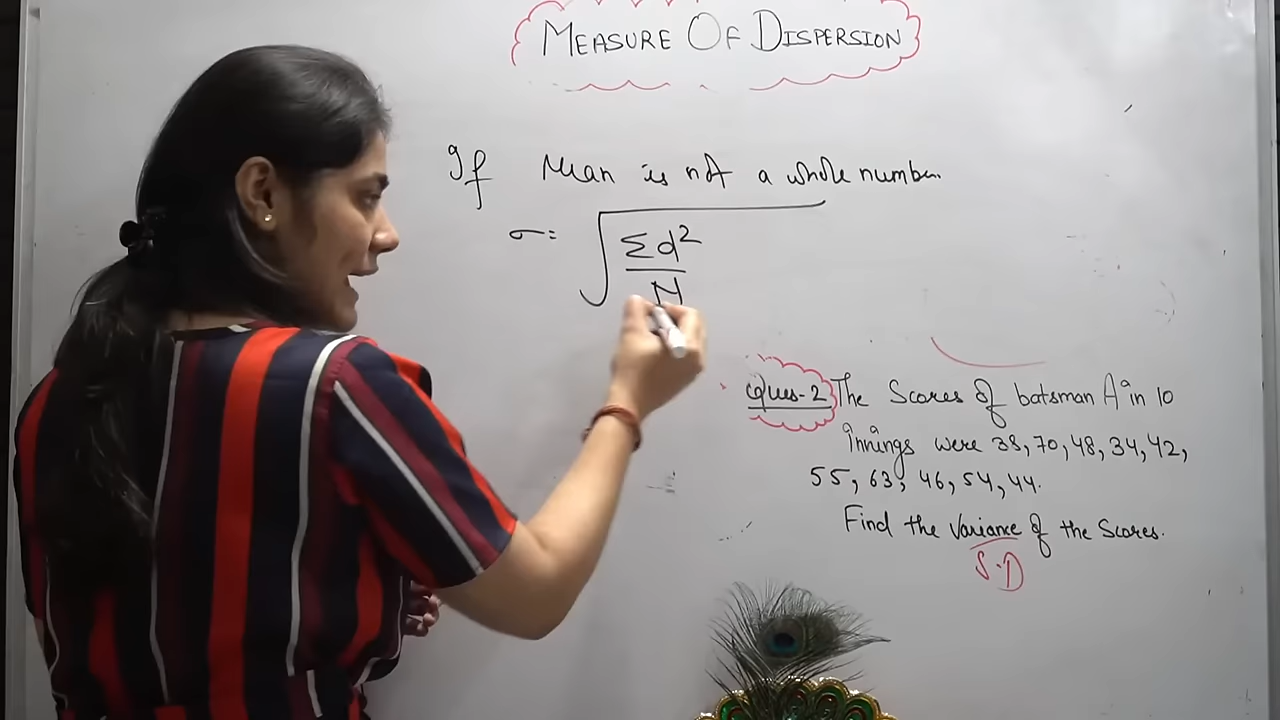 MEASURE OF DISPERSION
If Mean is not a whole number.
σ = √ Σd²
N
Ques-2 The Scores of batsman A in 10
innings were 38, 70, 48, 34, 42,
55, 63, 46, 54, 44.
Find the Variance of the Scores.
S.D